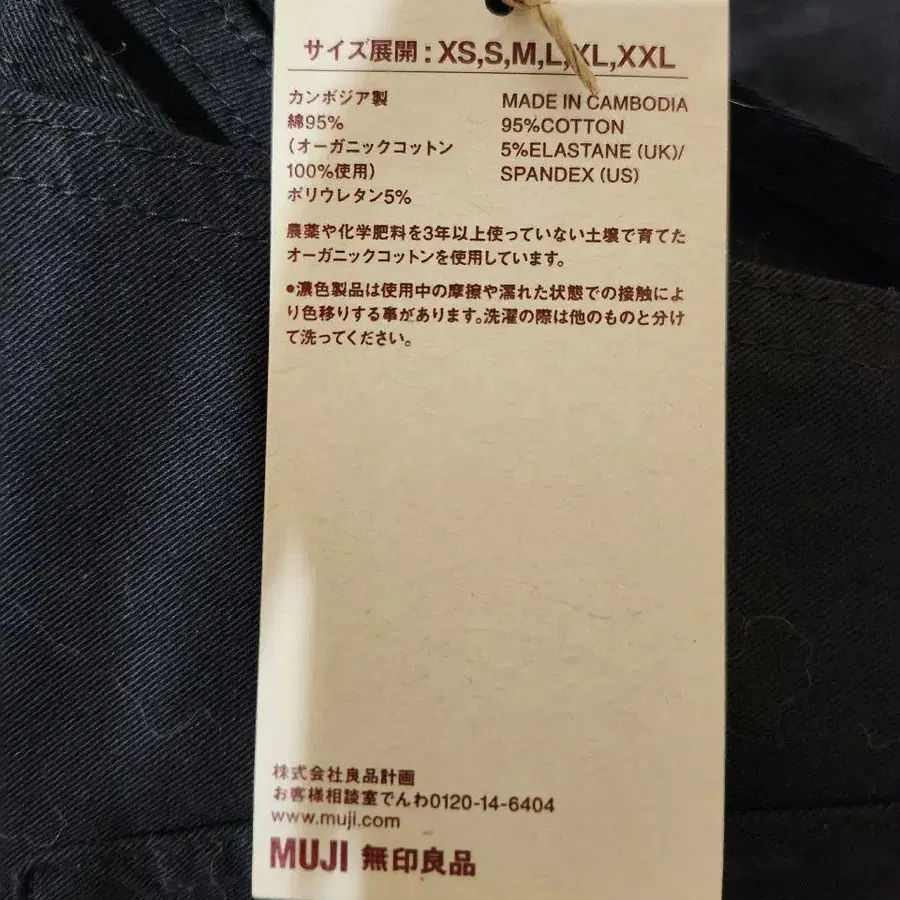 サイズ展開:XS,S,M,L,XL,XXL
カンボジア製
綿95%
(オーガニックコットン
100%使用)
ポリウレタン5%
MADE IN CAMBODIA
95%COTTON
5%ELASTANE (UK)/
SPANDEX (US)
農薬や化学肥料を3年以上使っていない土壌で育てた
オーガニックコットンを使用しています。
●濃色製品は使用中の摩擦や濡れた状態での接触によ
り色移りする事があります。洗濯の際は他のものと分け
て洗ってください。
株式会社良品計画
お客様相談室でんわ0120-14-6404
www.muji.com
MUJI 無印良品